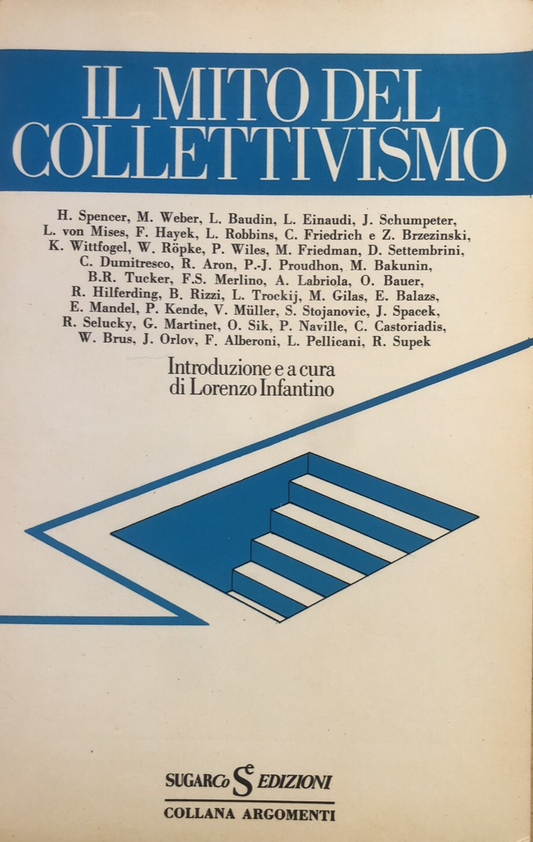 IL MITO DEL
COLLETTIVISMO
H. Spencer, M. Weber, L. Baudin, L. Einaudi, J. Schumpeter,
L. von Mises, F. Hayek, L. Robbins, C. Friedrich e Z. Brzezinski,
K. Wittfogel, W. Röpke, P. Wiles, M. Friedman, D. Settembrini,
C. Dumitresco, R. Aron, P.-J. Proudhon, M. Bakunin,
B.R. Tucker, F.S. Merlino, A. Labriola, O. Bauer,
R. Hilferding, B. Rizzi, L. Trockij, M. Gilas, E. Balazs,
E. Mandel, P. Kende, V. Müller, S. Stojanovic, J. Spacek,
R. Selucky, G. Martinet, O. Sik, P. Naville, C. Castoriadis,
W. Brus, J. Orlov, F. Alberoni, L. Pellicani, R. Supek
Introduzione e a cura
di Lorenzo Infantino
SUGARCo Se EDIZIONI
COLLANA ARGOMENTI